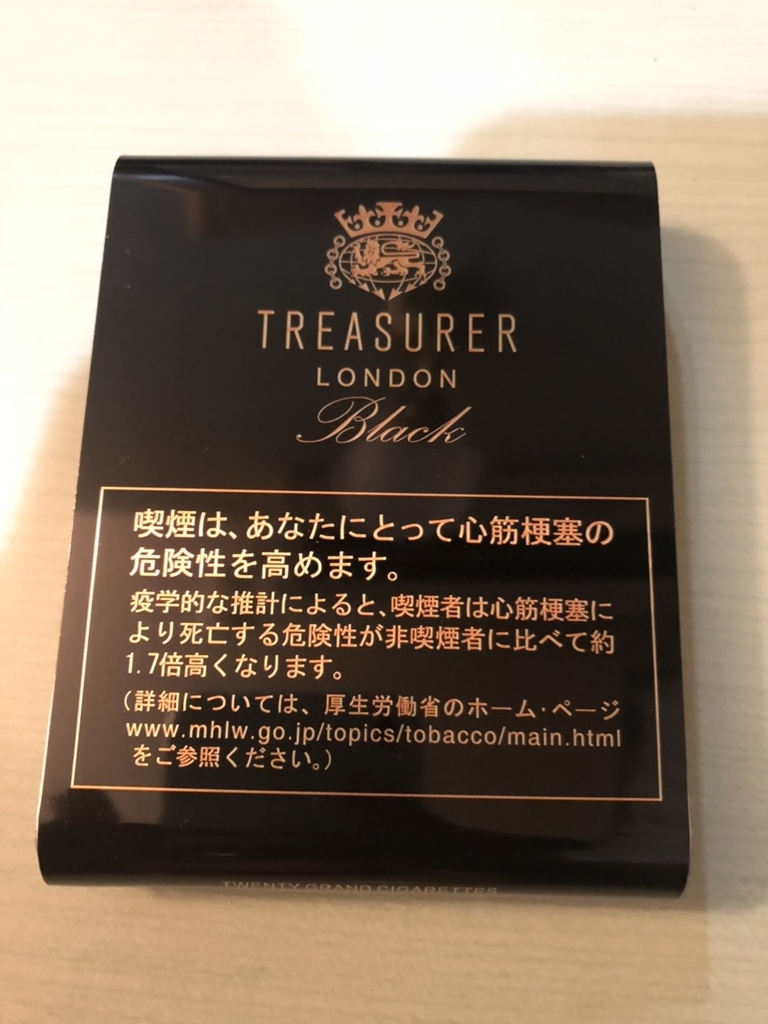 TREASURER
LONDON
Black
喫煙は、あなたにとって心筋梗塞の
危険性を高めます。
疫学的な推計によると、喫煙者は心筋梗塞に
より死亡する危険性が非喫煙者に比べて約
1.7倍高くなります。
(詳細については、厚生労働省のホーム・ページ
www.mhlw.go.jp/topics/tobacco/main.html
をご参照ください。)
TWENTY GRAND CIGARETTES